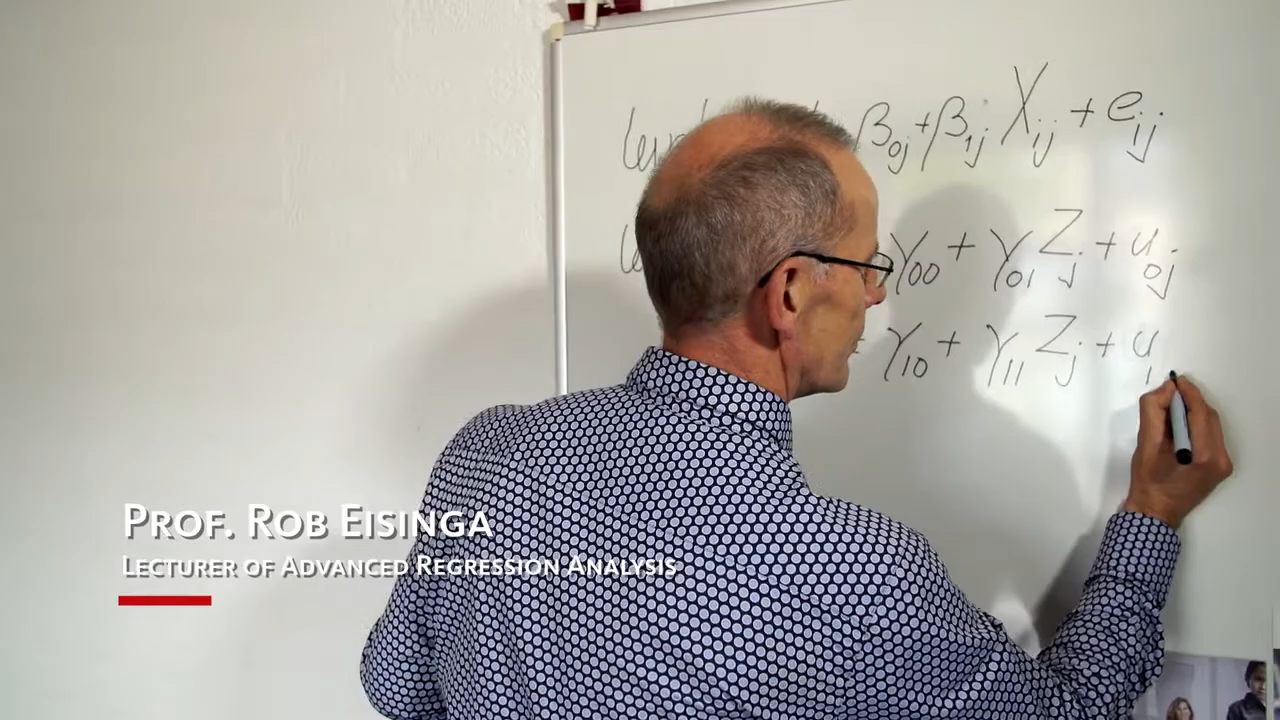 β₀ⱼ + β₁ⱼ Xᵢⱼ + eᵢⱼ
γ₀₀ + γ₀₁ Zⱼ + u₀ⱼ
γ₁₀ + γ₁₁ Zⱼ + u₁
Prof. Rob Eisinga
Lecturer of Advanced Regression Analysis